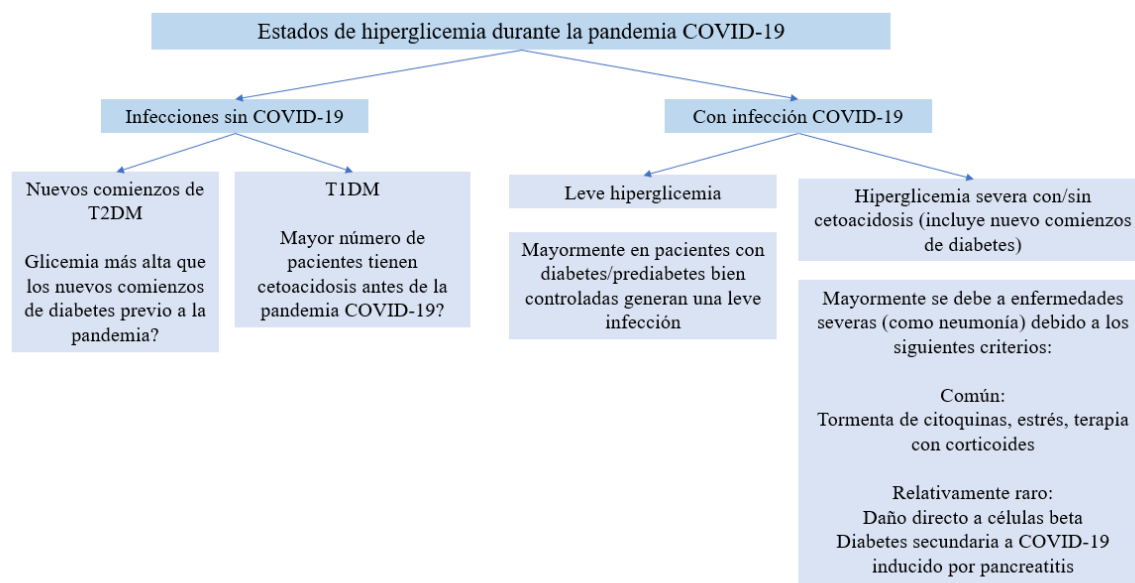 Estados de hiperglicemia durante la pandemia COVID-19
Infecciones sin COVID-19
Con infección COVID-19
Nuevos comienzos de
T2DM
Glicemia más alta que
los nuevos comienzos
de diabetes previo a la
pandemia?
T1DM
Mayor número de
pacientes tienen
cetoacidosis antes de la
pandemia COVID-19?
Leve hiperglicemia
Mayormente en pacientes con
diabetes/prediabetes bien
controladas generan una leve
infección
Hiperglicemia severa con/sin
cetoacidosis (incluye nuevo comienzos
de diabetes)
Mayormente se debe a enfermedades
severas (como neumonía) debido a los
siguientes criterios:
Común:
Tormenta de citoquinas, estrés, terapia
con corticoides
Relativamente raro:
Daño directo a células beta
Diabetes secundaria a COVID-19
inducido por pancreatitis